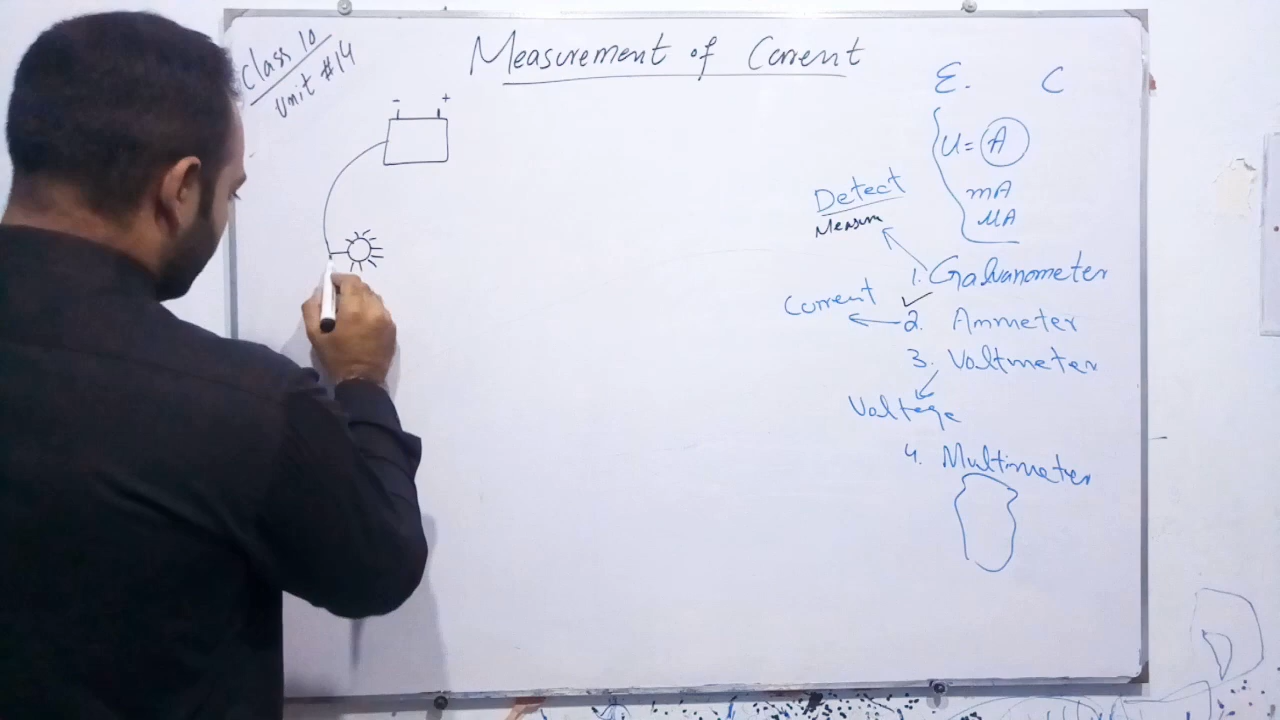 Class 10
Unit #14
Measurement of Current
- +
E. C
U = A
mA
µA
Detect
Measure
1. Galvanometer
Current
2. Ammeter
3. Voltmeter
Voltage
4. Multimeter